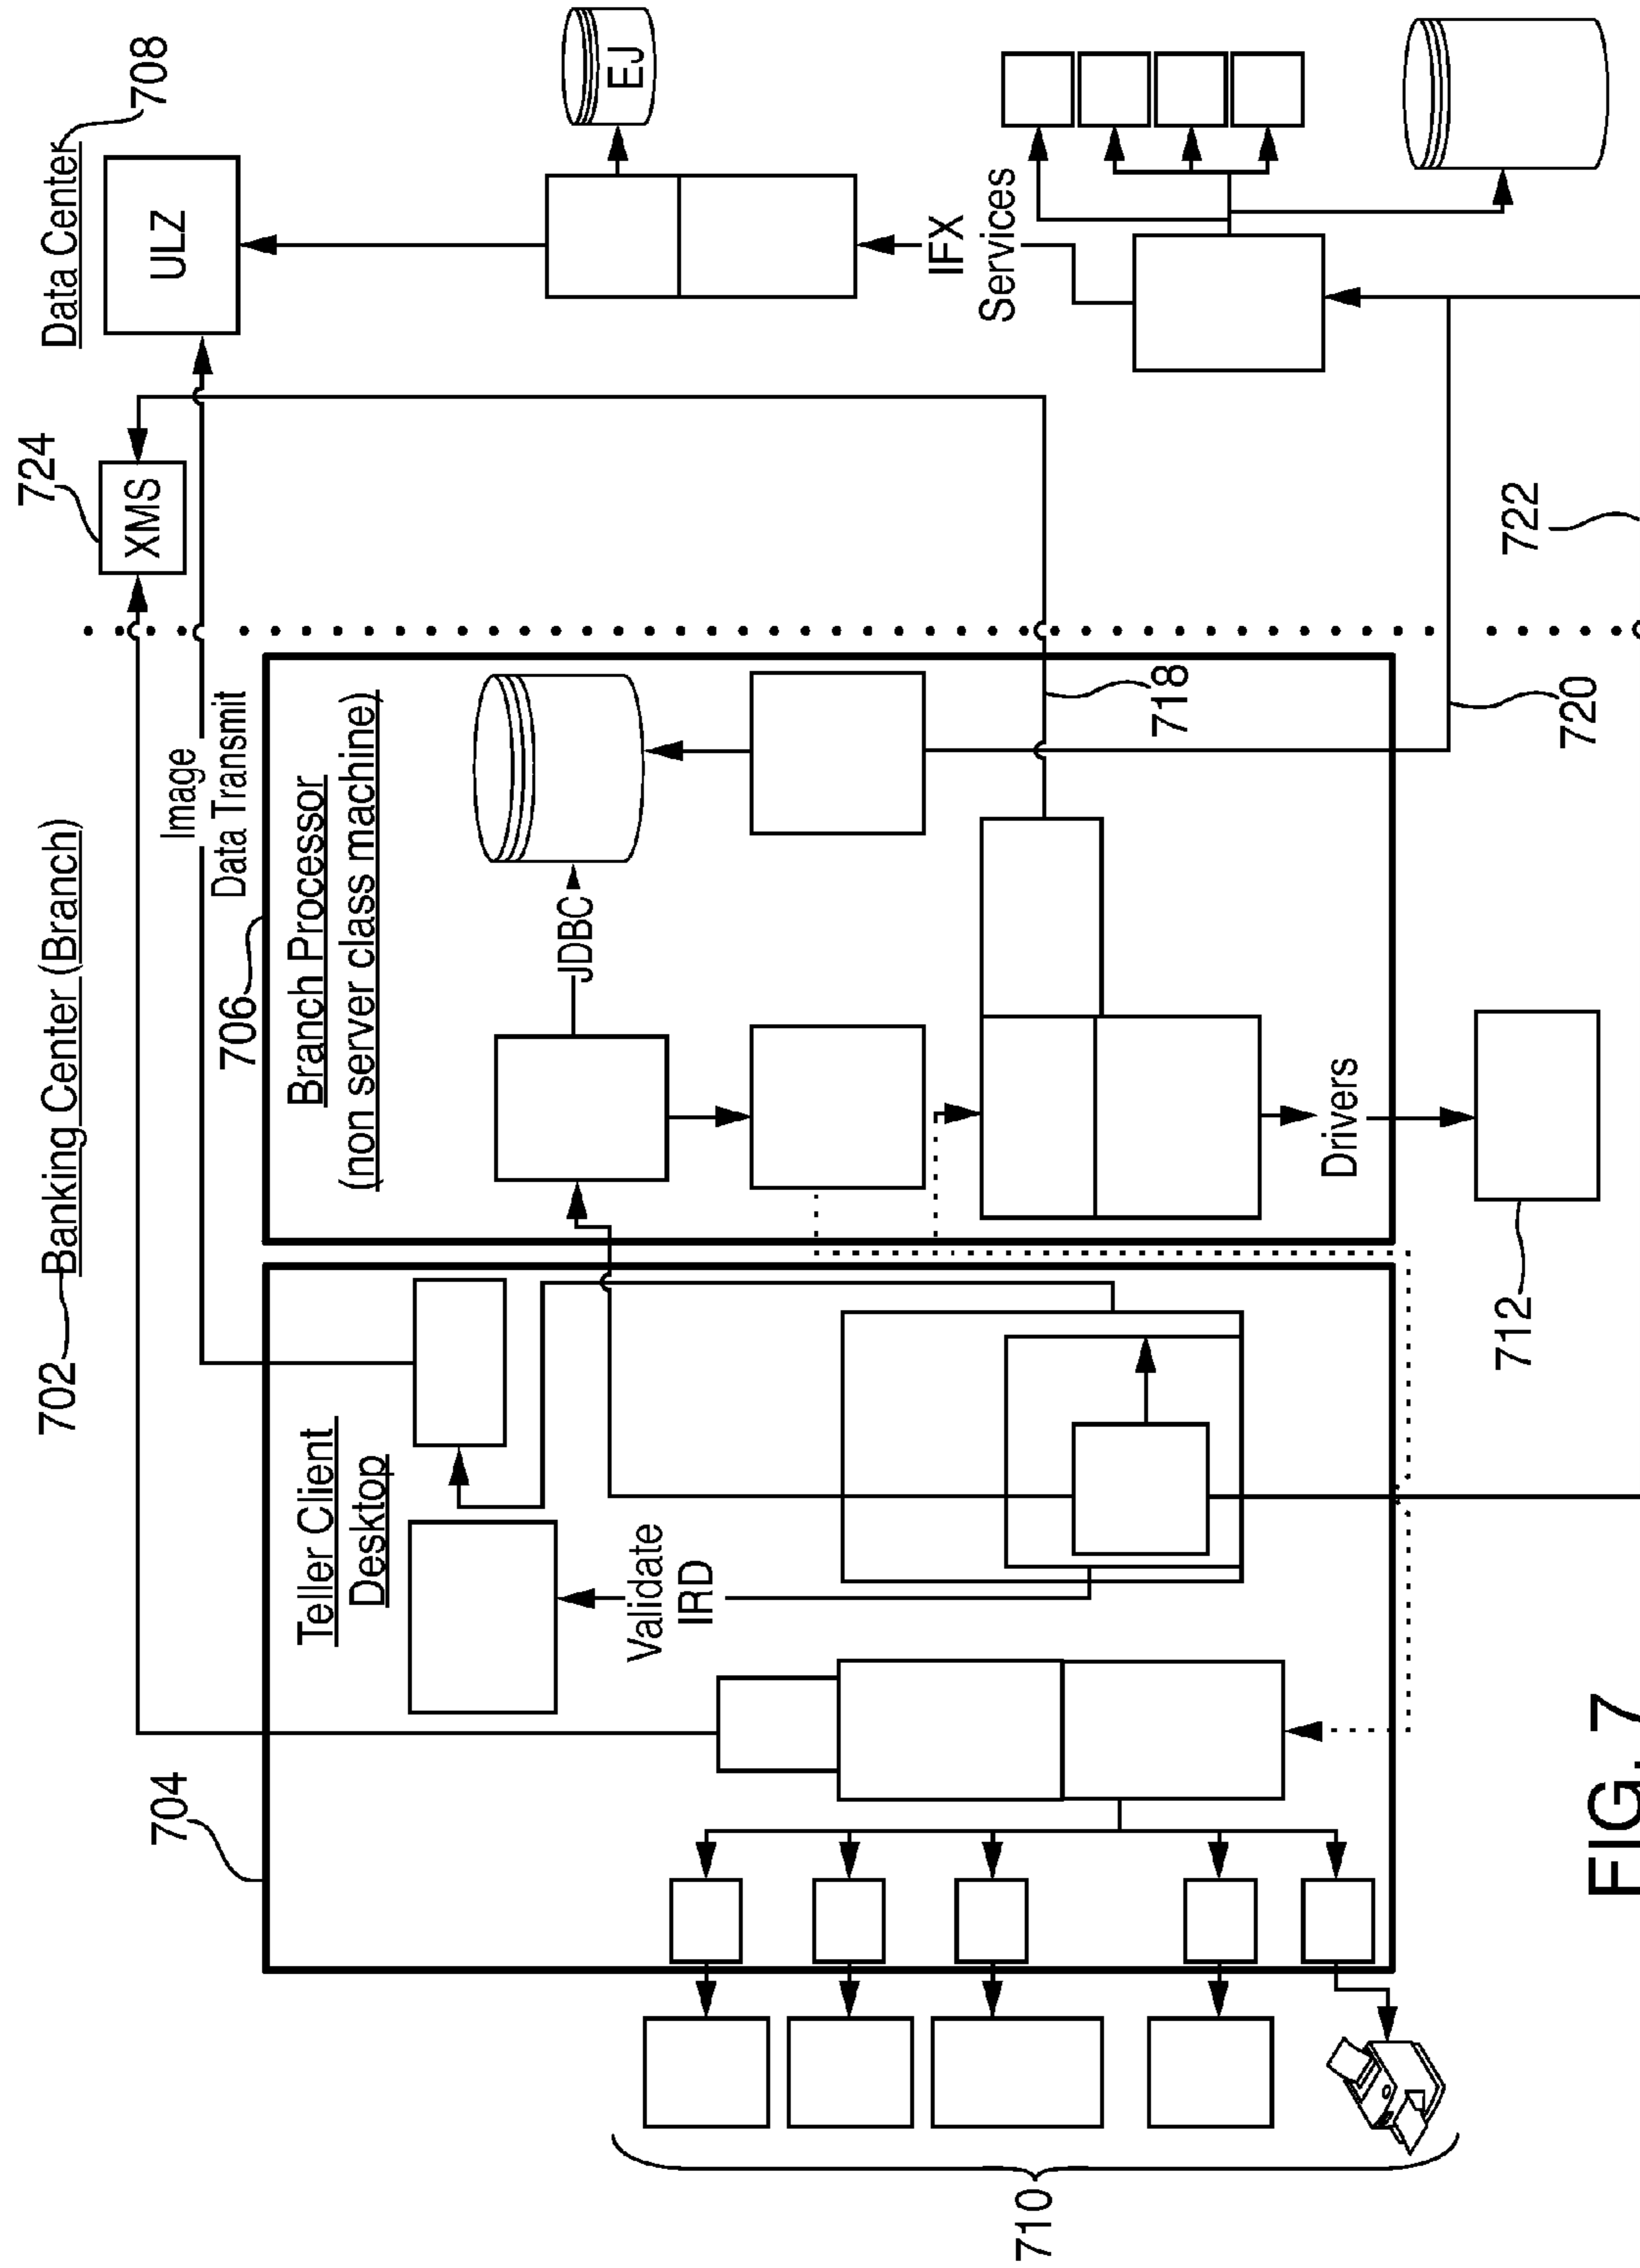 702
Banking Center (Branch)
724
Data Center
708
704
Image
Data Transmit
XMS
ULZ
706
Teller Client
Desktop
Branch Processor
(non server class machine)
JDBC
EJ
Validate
IRD
IFX
Services
718
710
Drivers
712
720
722
FIG. 7